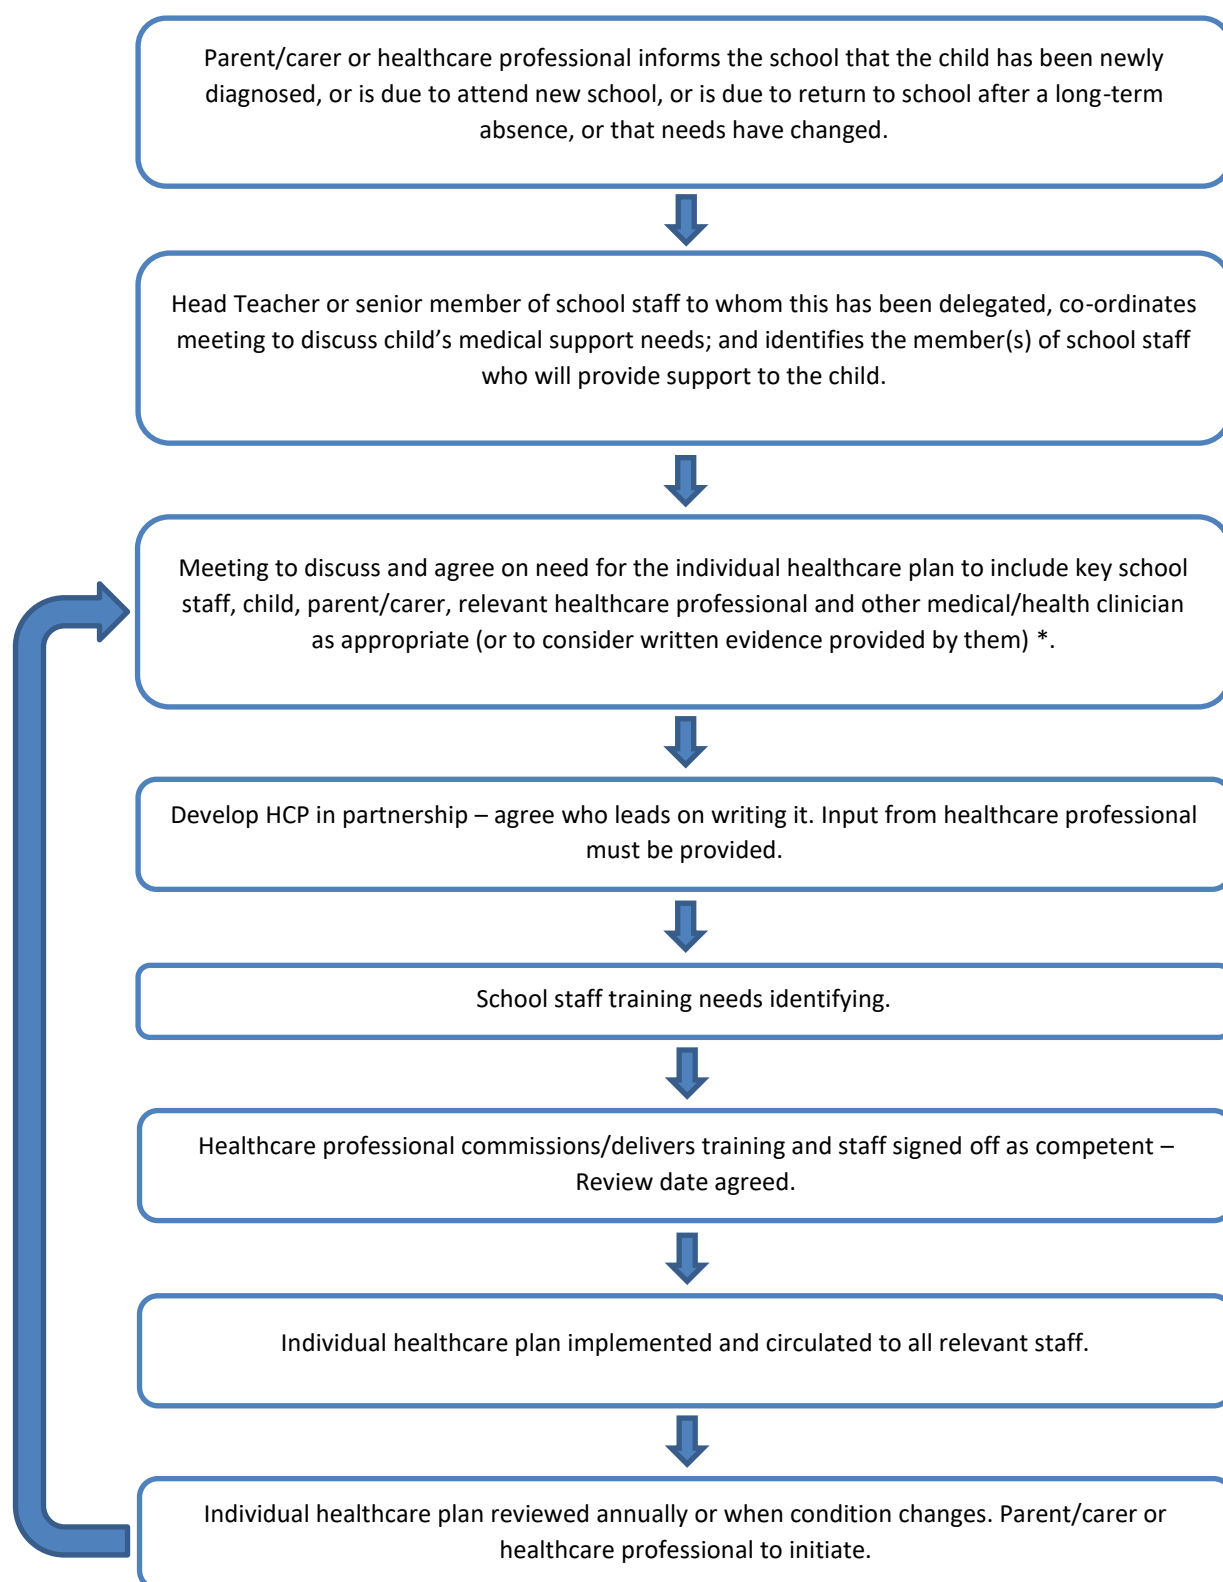 Parent/carer or healthcare professional informs the school that the child has been newly
diagnosed, or is due to attend new school, or is due to return to school after a long-term
absence, or that needs have changed.
Head Teacher or senior member of school staff to whom this has been delegated, co-ordinates
meeting to discuss child’s medical support needs; and identifies the member(s) of school staff
who will provide support to the child.
Meeting to discuss and agree on need for the individual healthcare plan to include key school
staff, child, parent/carer, relevant healthcare professional and other medical/health clinician
as appropriate (or to consider written evidence provided by them) *.
Develop HCP in partnership – agree who leads on writing it. Input from healthcare professional
must be provided.
School staff training needs identifying.
Healthcare professional commissions/delivers training and staff signed off as competent –
Review date agreed.
Individual healthcare plan implemented and circulated to all relevant staff.
Individual healthcare plan reviewed annually or when condition changes. Parent/carer or
healthcare professional to initiate.